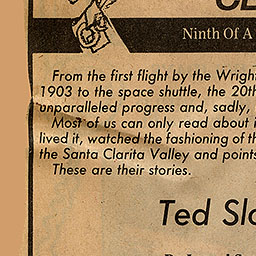 Ninth Of A
From the first flight by the Wright
1903 to the space shuttle, the 20th
unparalleled progress and, sadly,
Most of us can only read about i
lived it, watched the fashioning of th
the Santa Clarita Valley and points
These are their stories.
Ted Slo